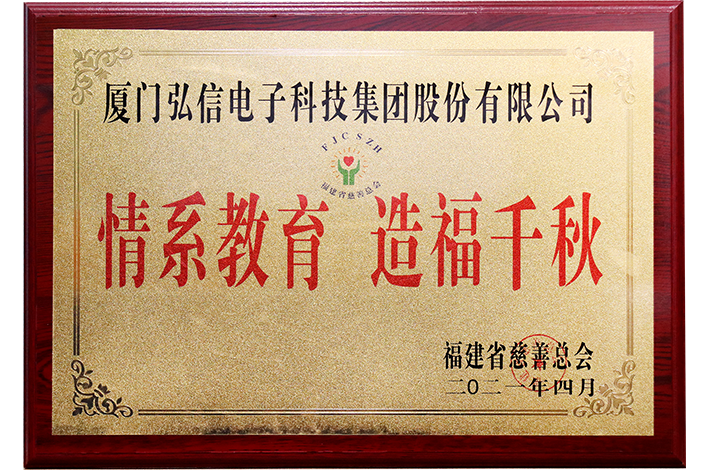 厦门弘信电子科技集团股份有限公司
FJCSZH
福建省慈善总会
情系教育 造福千秋
福建省慈善总会
二〇二一年四月